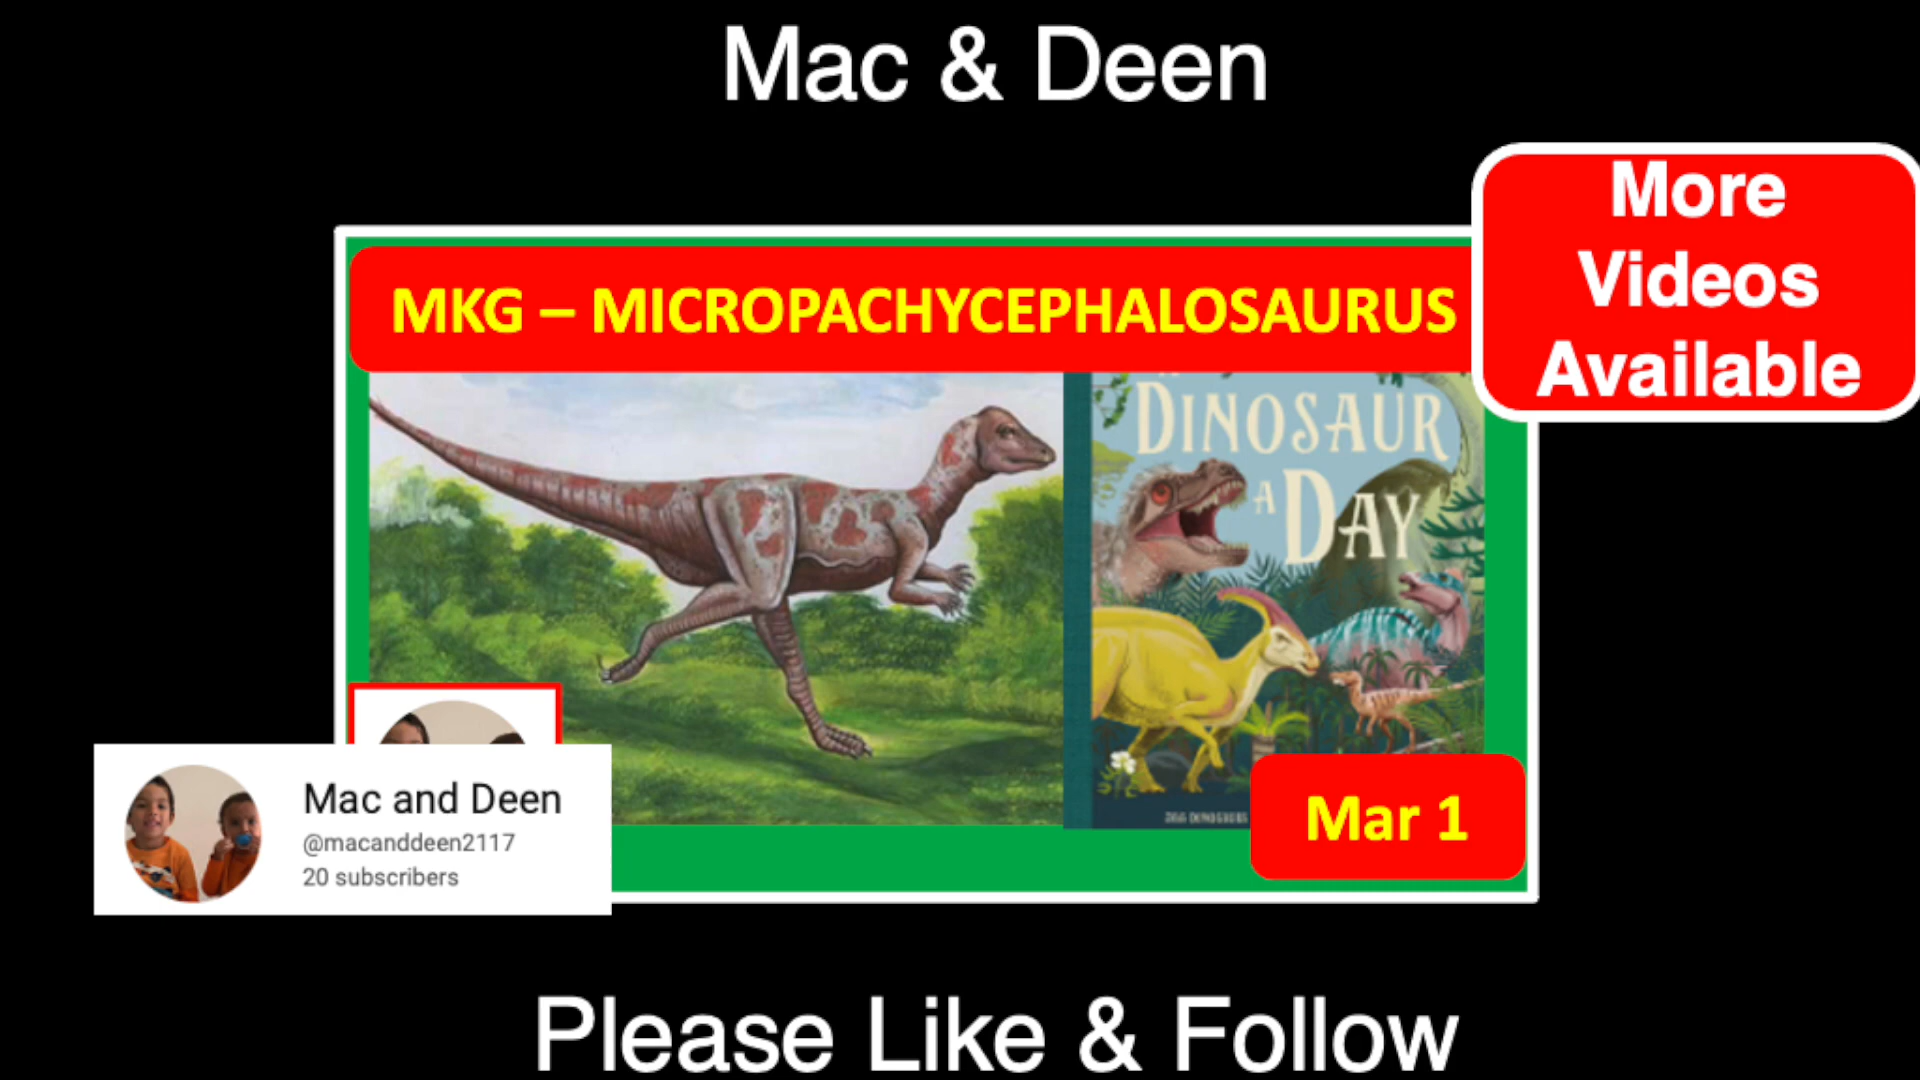 Mac & Deen
More
Videos
Available
MKG – MICROPACHYCEPHALOSAURUS
DINOSAUR
A DAY
Mar 1
Mac and Deen
@macanddeen2117
20 subscribers
Please Like & Follow